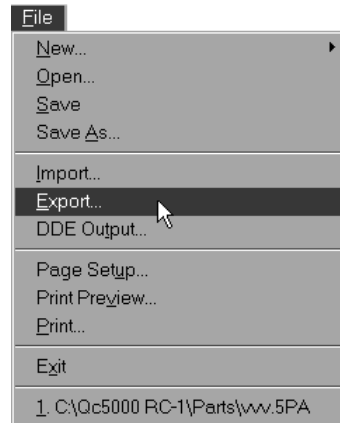 File
New...
Open...
Save
Save As...
Import...
Export...
DDE Output...
Page Setup...
Print Preview...
Print...
Exit
1. C:\Qc5000 RC-1\Parts\vvv.5PA